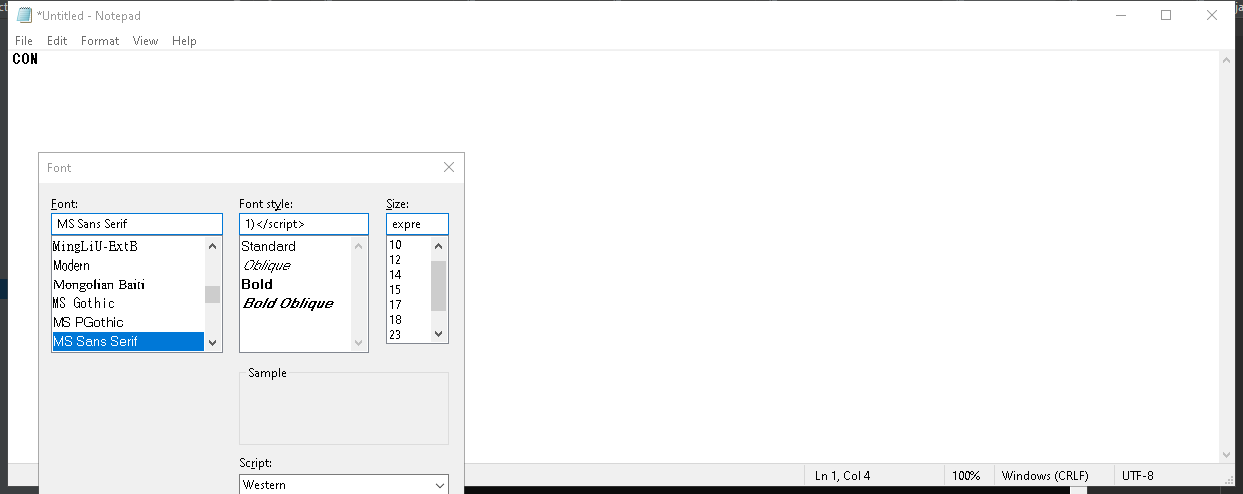 *Untitled - Notepad
File Edit Format View Help
CON
Font
Font: Font style: Size:
MS Sans Serif 1)</script> expre
MingLiU-ExtB Standard 10
Modern Oblique 12
Mongolian Baiti Bold 14
MS Gothic Bold Oblique 15
MS PGothic 17
MS Sans Serif 18
23
Sample
Script:
Western
Ln 1, Col 4 100% Windows (CRLF) UTF-8